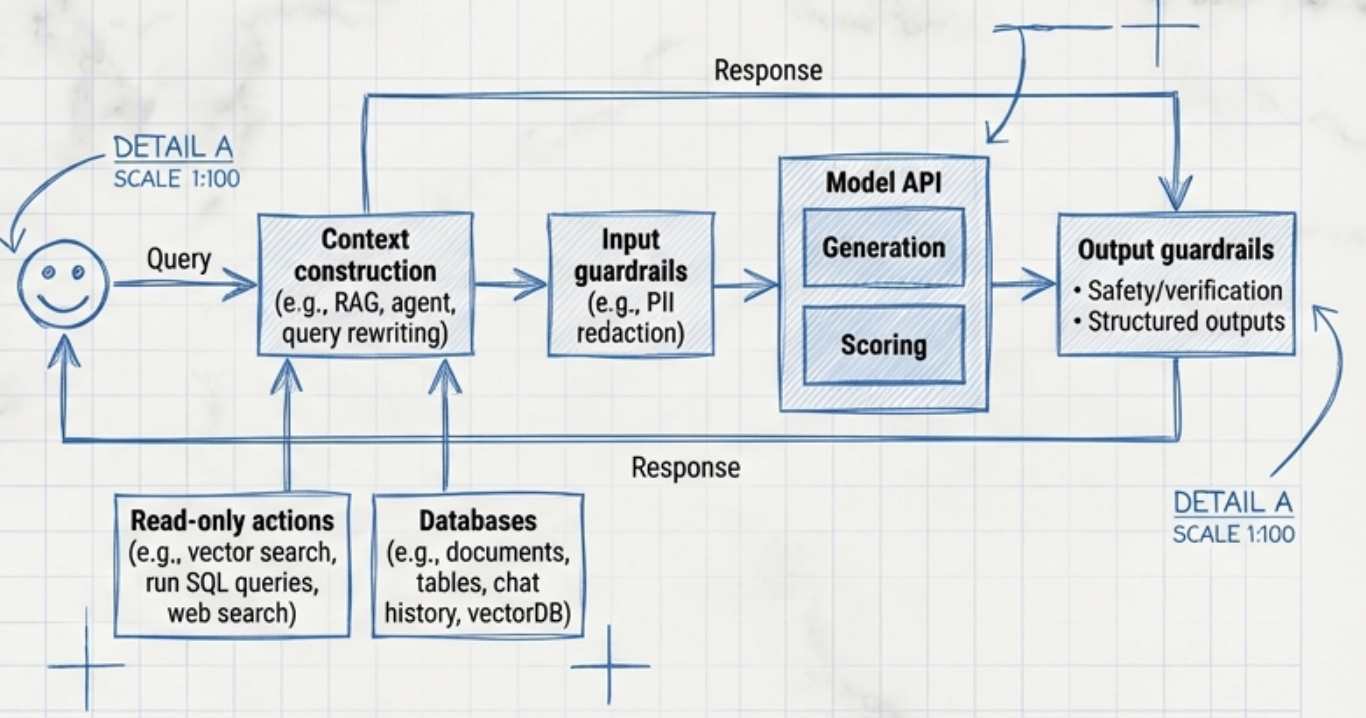 Response
DETAIL A
SCALE 1:100
Query
Context
construction
(e.g., RAG, agent,
query rewriting)
Input
guardrails
(e.g., PII
redaction)
Model API
Generation
Scoring
Output guardrails
• Safety/verification
• Structured outputs
Response
DETAIL A
SCALE 1:100
Read-only actions
(e.g., vector search,
run SQL queries,
web search)
Databases
(e.g., documents,
tables, chat
history, vectorDB)